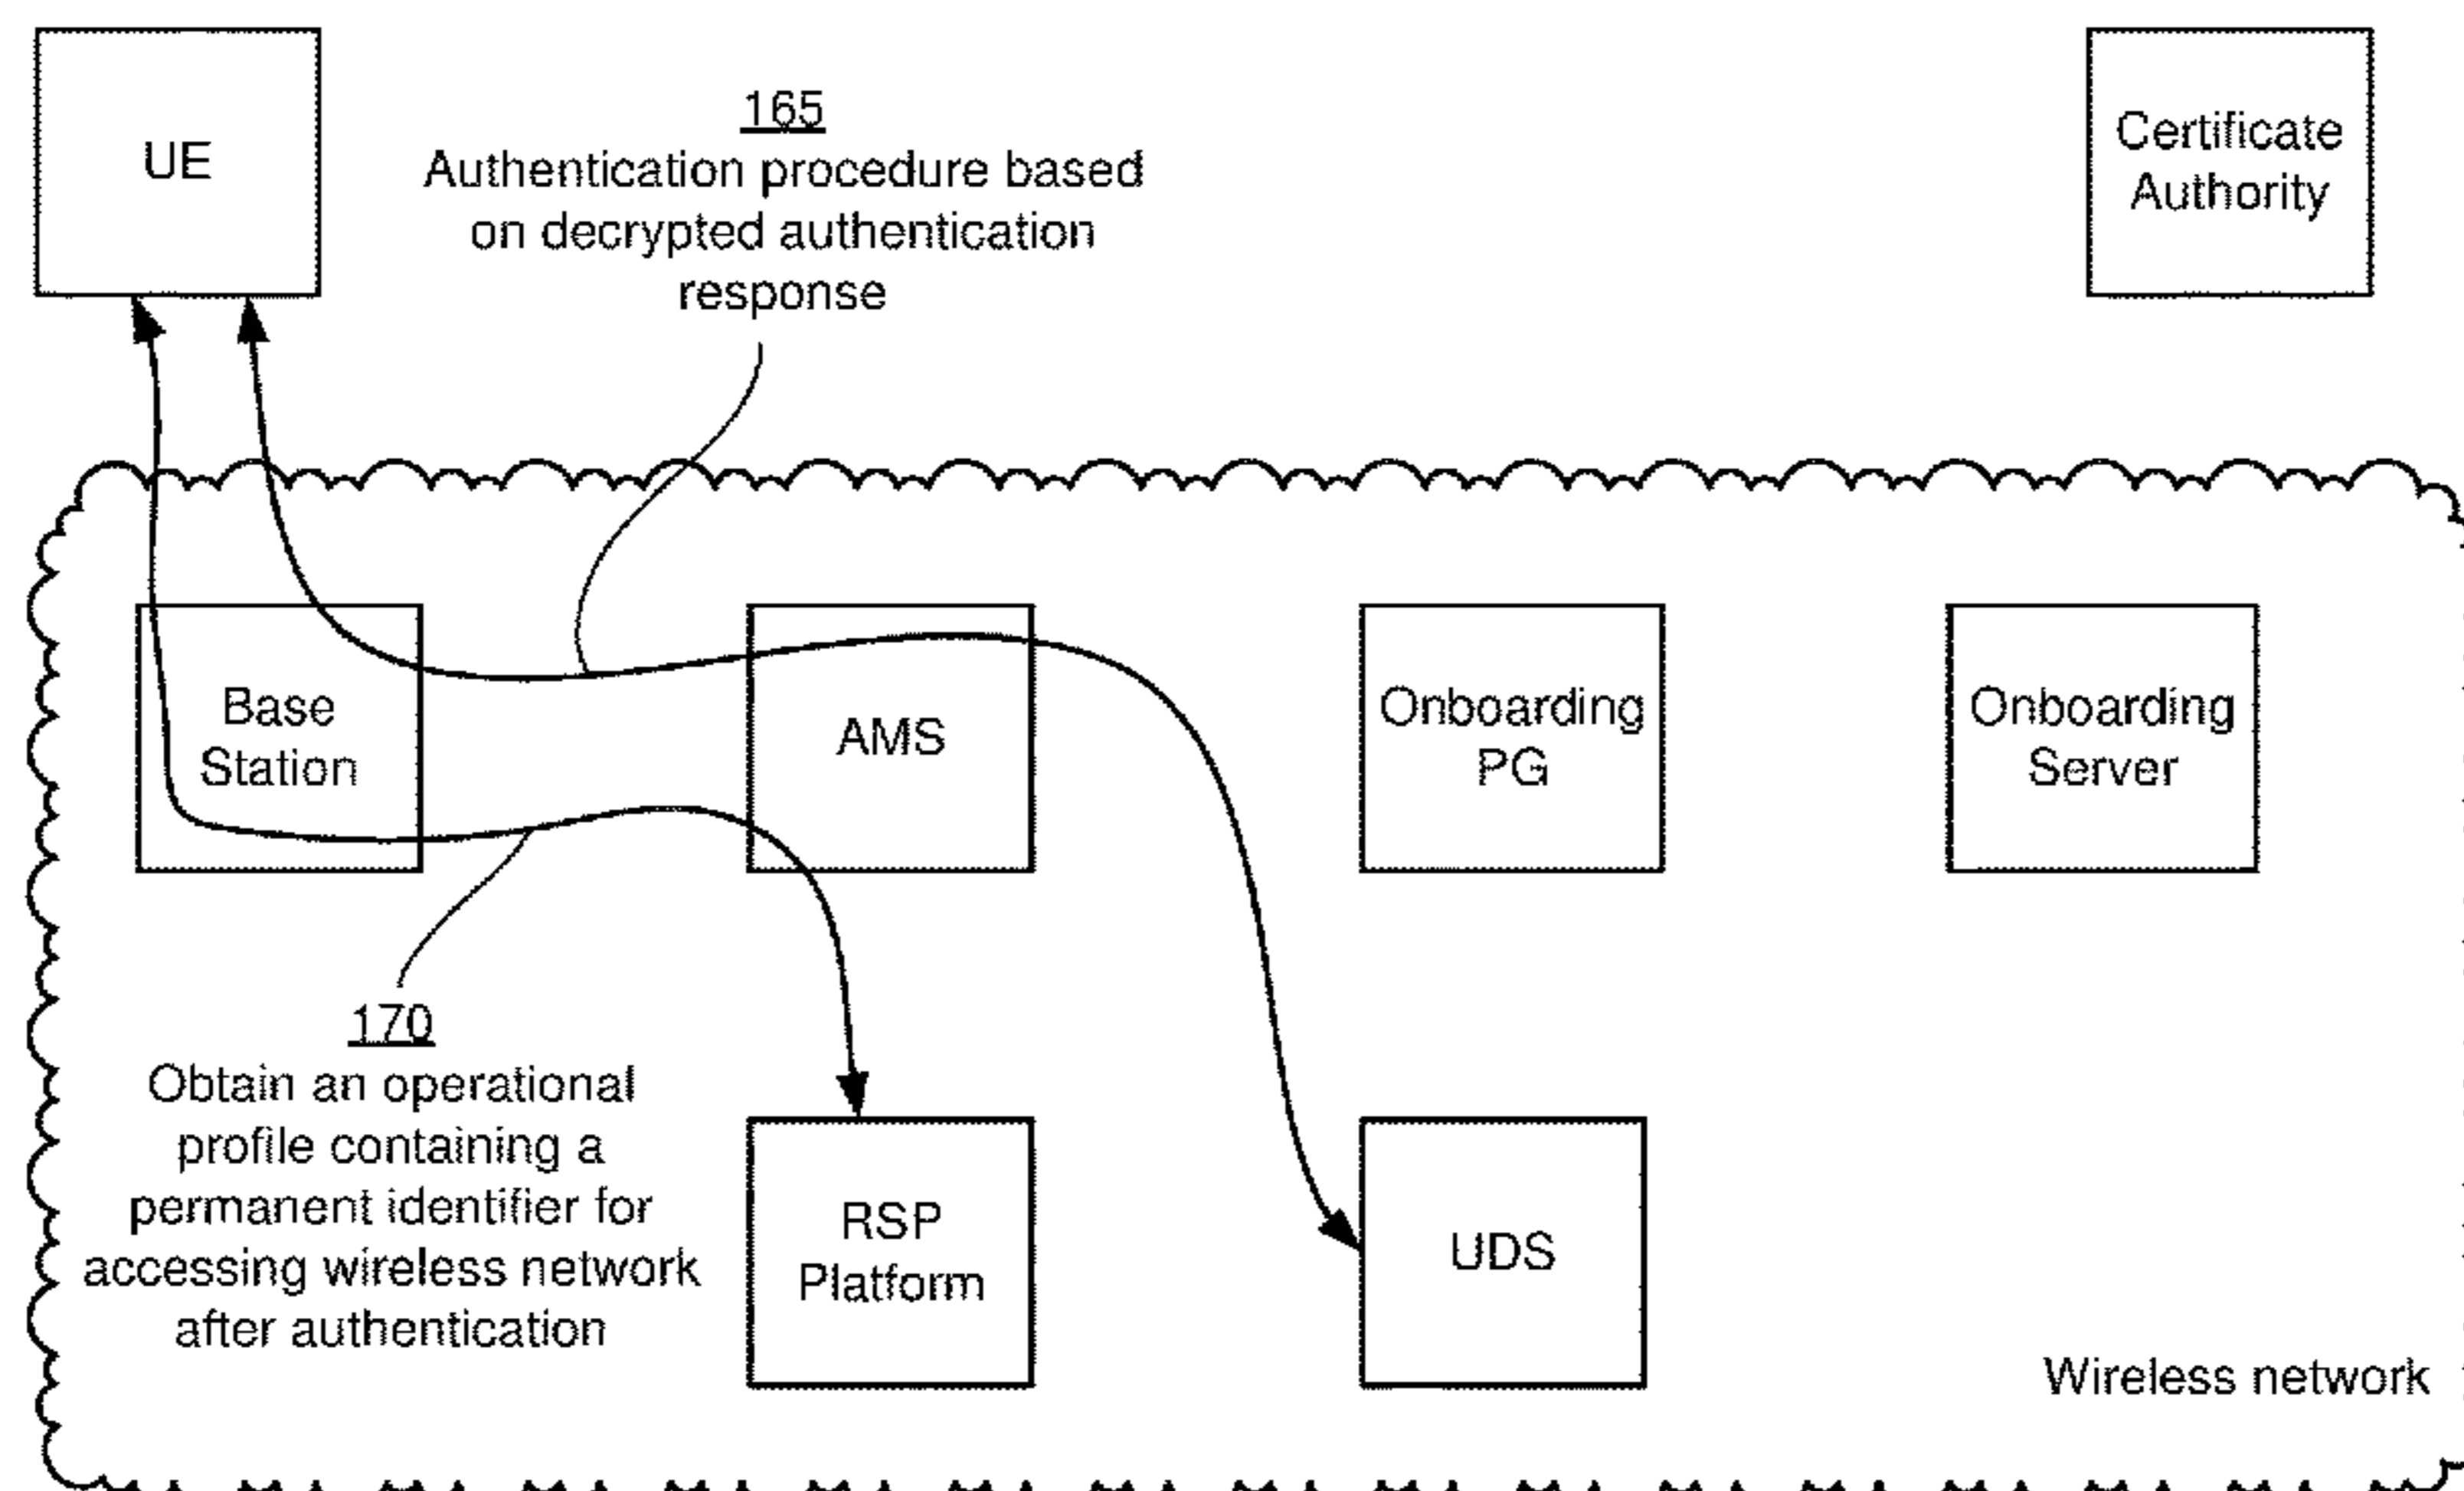 UE
165
Authentication procedure based
on decrypted authentication
response
Certificate
Authority
Base
Station
AMS
Onboarding
PG
Onboarding
Server
170
Obtain an operational
profile containing a
permanent identifier for
accessing wireless network
after authentication
RSP
Platform
UDS
Wireless network